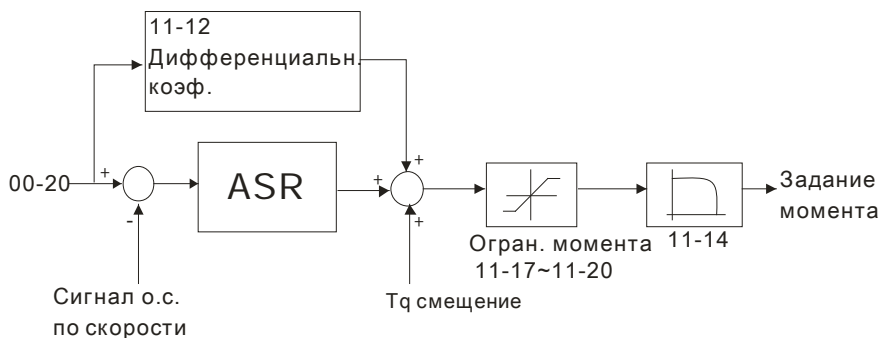 11-12
Дифференциальн.
коэф.
+
00-20
+
-
ASR
+
+
Задание
момента
Огран. момента
11-17~11-20
11-14
Сигнал о.с.
по скорости
Tq смещение